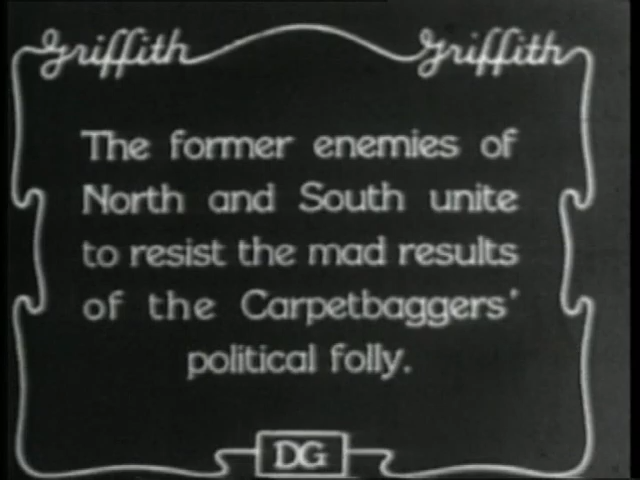 Griffith Griffith
The former enemies of
North and South unite
to resist the mad results
of the Carpetbaggers'
political folly.
DG